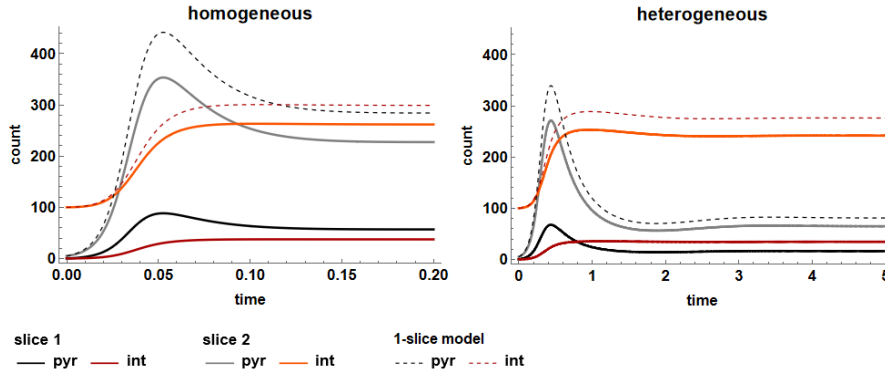 homogeneous
heterogeneous
count
400
300
200
100
0
0.00 0.05 0.10 0.15 0.20
time
count
400
300
200
100
0
0 1 2 3 4 5
time
slice 1 slice 2 1-slice model
pyr int pyr int pyr int